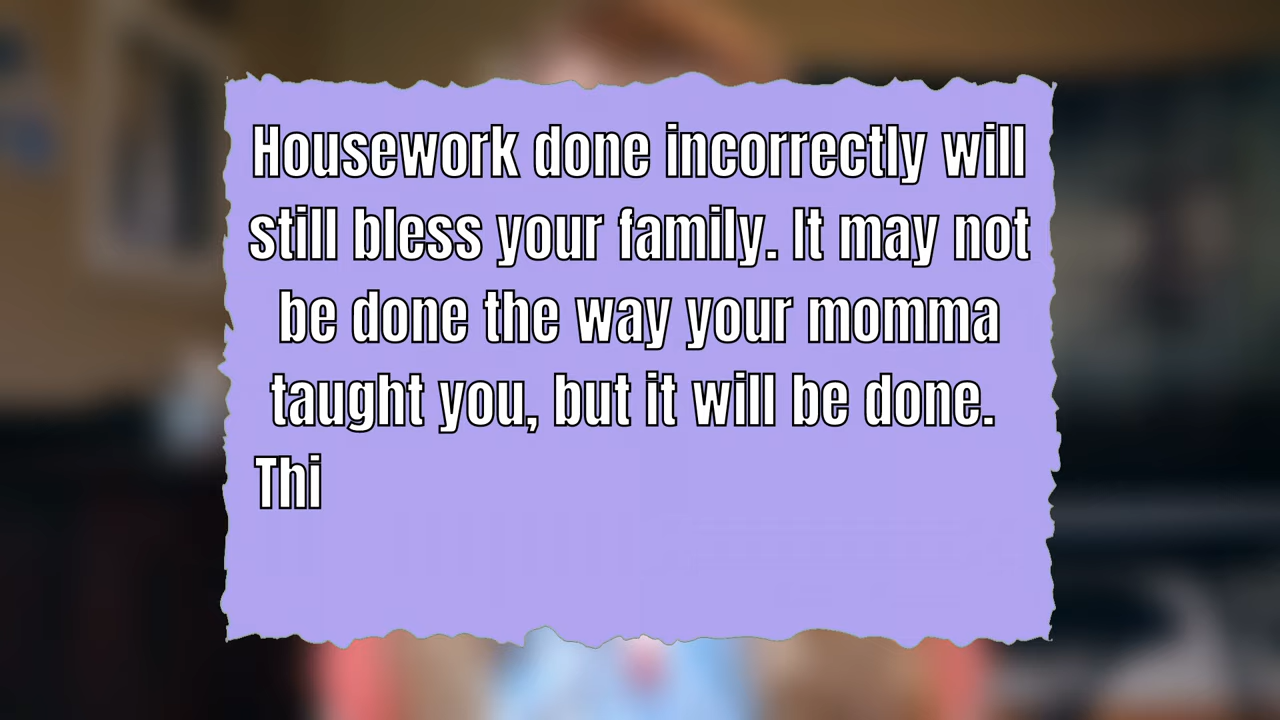 Housework done incorrectly will
still bless your family. It may not
be done the way your momma
taught you, but it will be done.
Thi